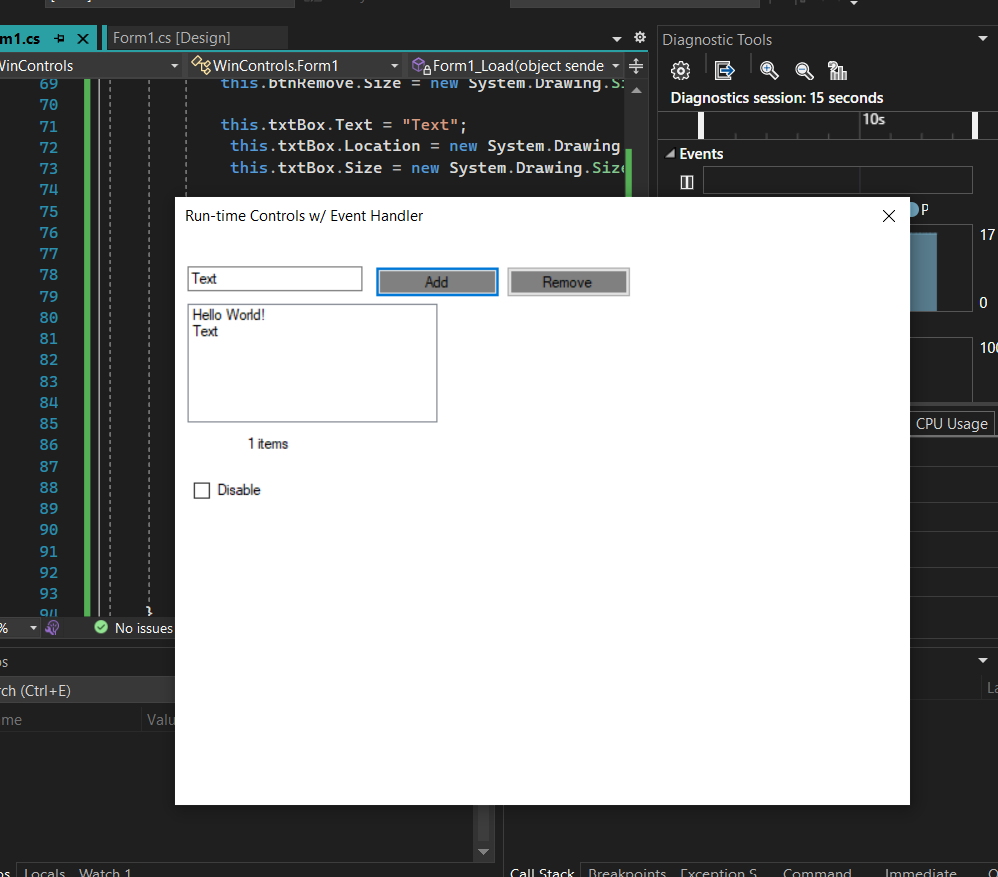 m1.cs
Form1.cs [Design]
Diagnostic Tools
WinControls
WinControls.Form1
Form1_Load(object sende
Diagnostics session: 15 seconds
10s
Events
69 this.btnRemove.Size = new System.Drawing.Si
70
71 this.txtBox.Text = "Text";
72 this.txtBox.Location = new System.Drawing
73 this.txtBox.Size = new System.Drawing.Size
74
75
76
77
78
79
80
81
82
83
84
85
86
87
88
89
90
91
92
93
94 }
P
17
0
100
CPU Usage
Run-time Controls w/ Event Handler
Text
Add
Remove
Hello World!
Text
1 items
Disable
%
No issues
os
rch (Ctrl+E)
me
Valu
La
os
Locals
Watch 1
Call Stack
Breakpoints
Exception S
Command
Immediate
O